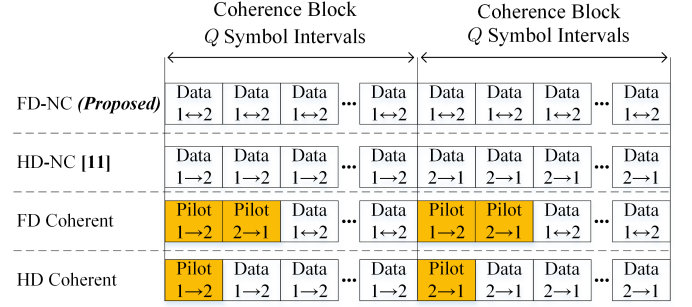 Coherence Block Coherence Block
Q Symbol Intervals Q Symbol Intervals
Data Data Data Data Data Data Data Data
FD-NC (Proposed) ... ...
1↔2 1↔2 1↔2 1↔2 1↔2 1↔2 1↔2 1↔2
Data Data Data Data Data Data Data Data
HD-NC [11] ... ...
1→2 1→2 1→2 1→2 2→1 2→1 2→1 2→1
Pilot Pilot Data Data Pilot Pilot Data Data
FD Coherent ... ...
1→2 2→1 1↔2 1↔2 1→2 2→1 1↔2 1↔2
Pilot Data Data Data Pilot Data Data Data
HD Coherent ... ...
1→2 1→2 1→2 1→2 2→1 2→1 2→1 2→1